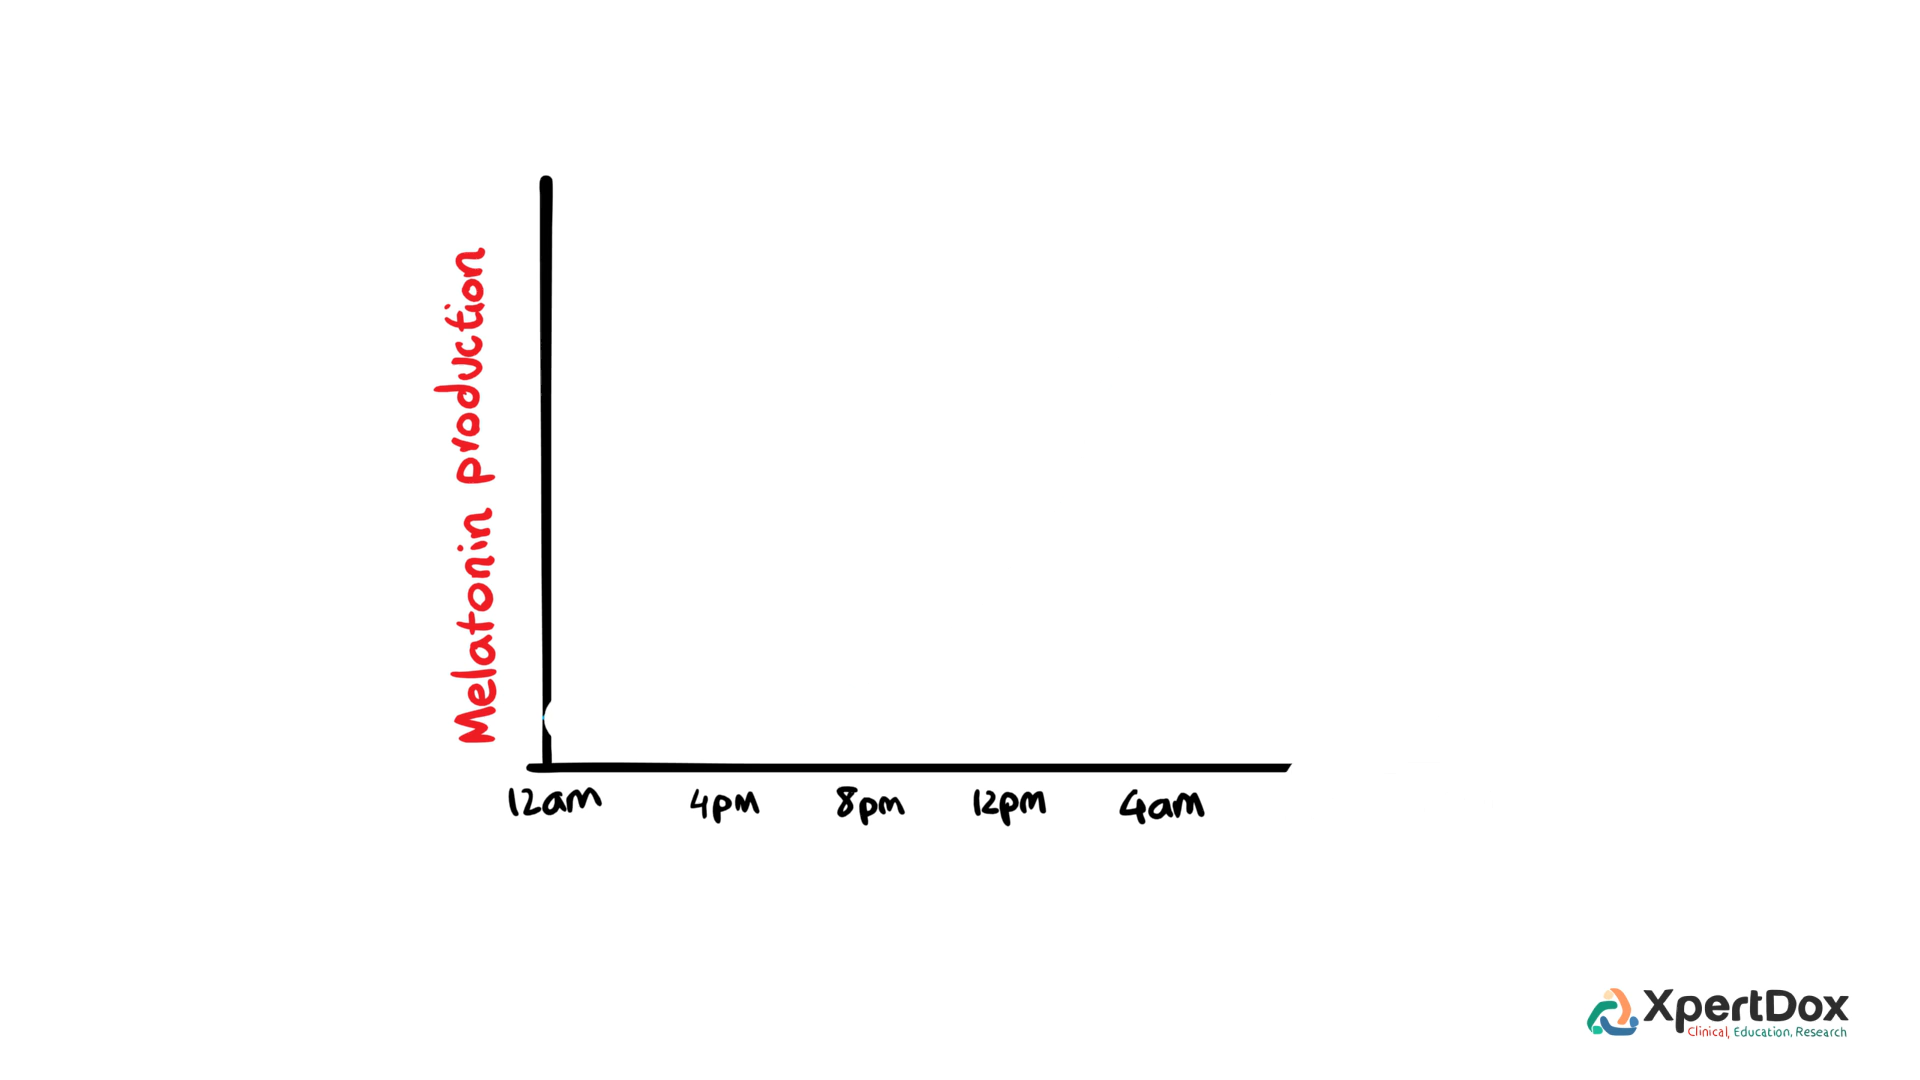 Melatonin production
12am 4pm 8pm 12pm 4am
XpertDox
Clinical, Education, Research